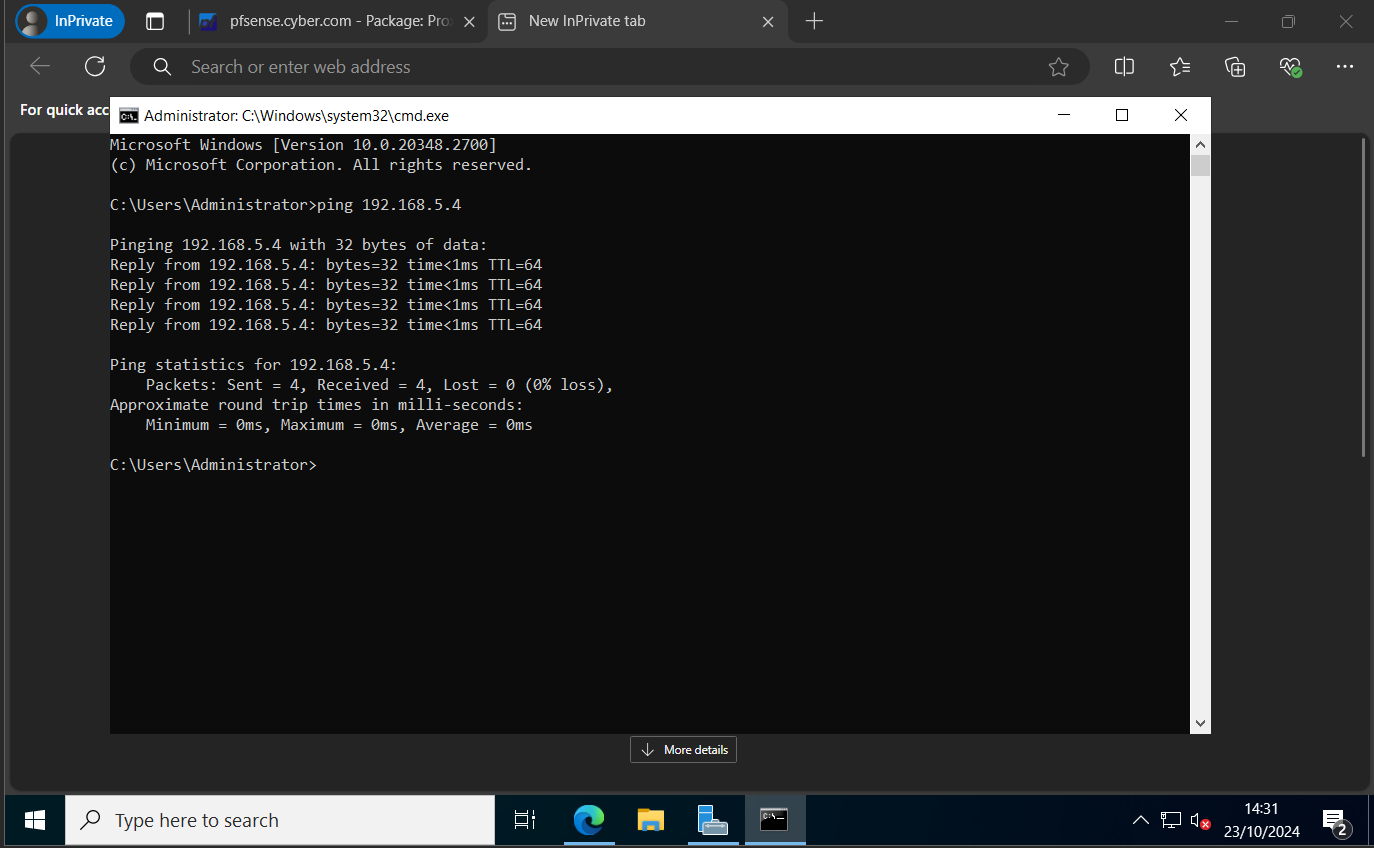 InPrivate
pfsense.cyber.com - Package: Pro
New InPrivate tab
Search or enter web address
For quick acc
Administrator: C:\Windows\system32\cmd.exe
Microsoft Windows [Version 10.0.20348.2700]
(c) Microsoft Corporation. All rights reserved.
C:\Users\Administrator>ping 192.168.5.4
Pinging 192.168.5.4 with 32 bytes of data:
Reply from 192.168.5.4: bytes=32 time<1ms TTL=64
Reply from 192.168.5.4: bytes=32 time<1ms TTL=64
Reply from 192.168.5.4: bytes=32 time<1ms TTL=64
Reply from 192.168.5.4: bytes=32 time<1ms TTL=64
Ping statistics for 192.168.5.4:
    Packets: Sent = 4, Received = 4, Lost = 0 (0% loss),
Approximate round trip times in milli-seconds:
    Minimum = 0ms, Maximum = 0ms, Average = 0ms
C:\Users\Administrator>
More details
Type here to search
14:31
23/10/2024
2